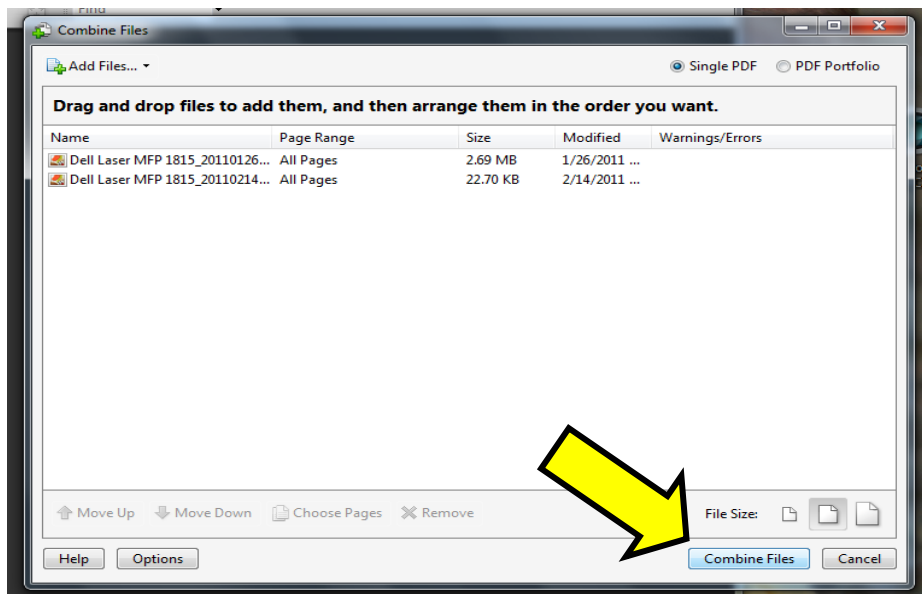 Find
Combine Files
Add Files... Single PDF PDF Portfolio
Drag and drop files to add them, and then arrange them in the order you want.
Name Page Range Size Modified Warnings/Errors
Dell Laser MFP 1815_20110126... All Pages 2.69 MB 1/26/2011 ...
Dell Laser MFP 1815_20110214... All Pages 22.70 KB 2/14/2011 ...
Move Up Move Down Choose Pages Remove File Size:
Help Options Combine Files Cancel